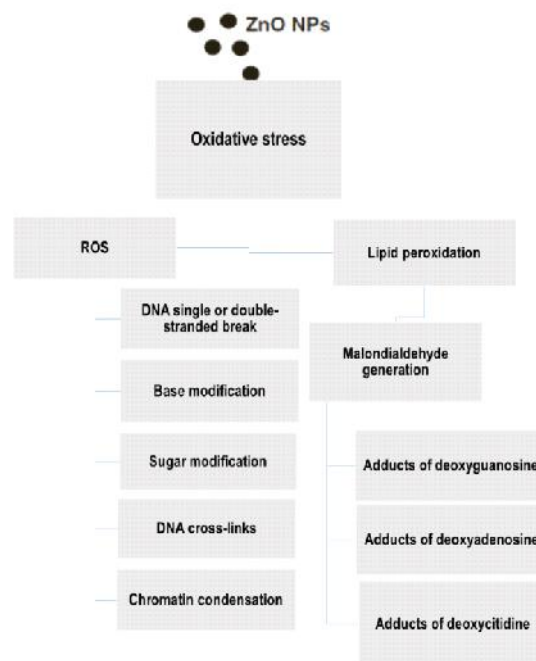 ZnO NPs
Oxidative stress
ROS
Lipid peroxidation
DNA single or double-
stranded break
Malondialdehyde
generation
Base modification
Sugar modification
Adducts of deoxyguanosine
DNA cross-links
Adducts of deoxyadenosine
Chromatin condensation
Adducts of deoxycitidine